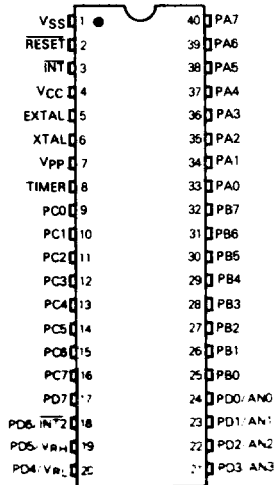 VSS 1 40 PA7
RESET 2 39 PA6
INT 3 38 PA5
VCC 4 37 PA4
EXTAL 5 36 PA3
XTAL 6 35 PA2
VPP 7 34 PA1
TIMER 8 33 PA0
PC0 9 32 PB7
PC1 10 31 PB6
PC2 11 30 PB5
PC3 12 29 PB4
PC4 13 28 PB3
PC5 14 27 PB2
PC6 15 26 PB1
PC7 16 25 PB0
PD7 17 24 PD0/AN0
PD6/INT2 18 23 PD1/AN1
PD5/VRH 19 22 PD2/AN2
PD4/VRL 20 21 PD3/AN3